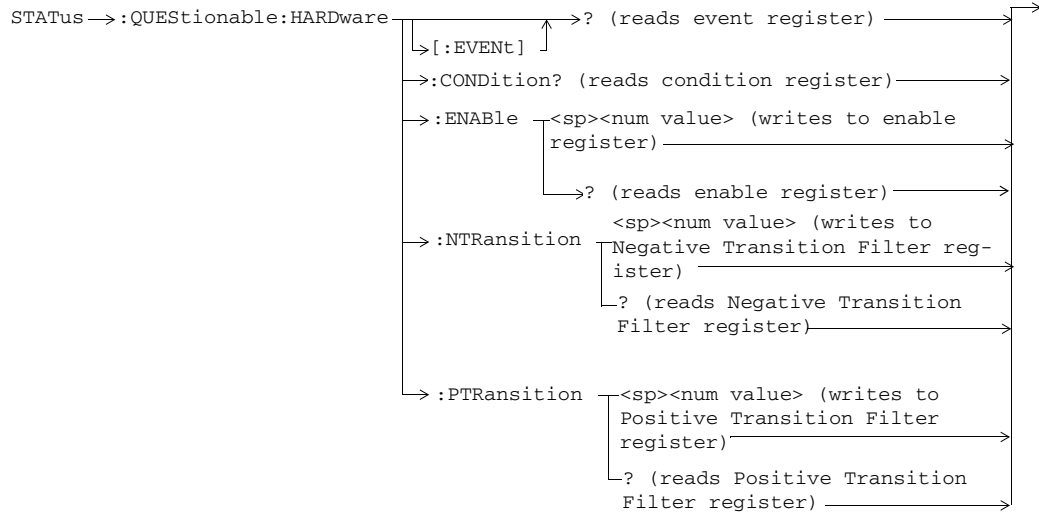 STATus :QUEStionable:HARDware ? (reads event register)
[:EVENt]
:CONDition? (reads condition register)
:ENABle <sp><num value> (writes to enable
register)
? (reads enable register)
<sp><num value> (writes to
:NTRansition Negative Transition Filter reg-
ister)
? (reads Negative Transition
Filter register)
:PTRansition <sp><num value> (writes to
Positive Transition Filter
register)
? (reads Positive Transition
Filter register)